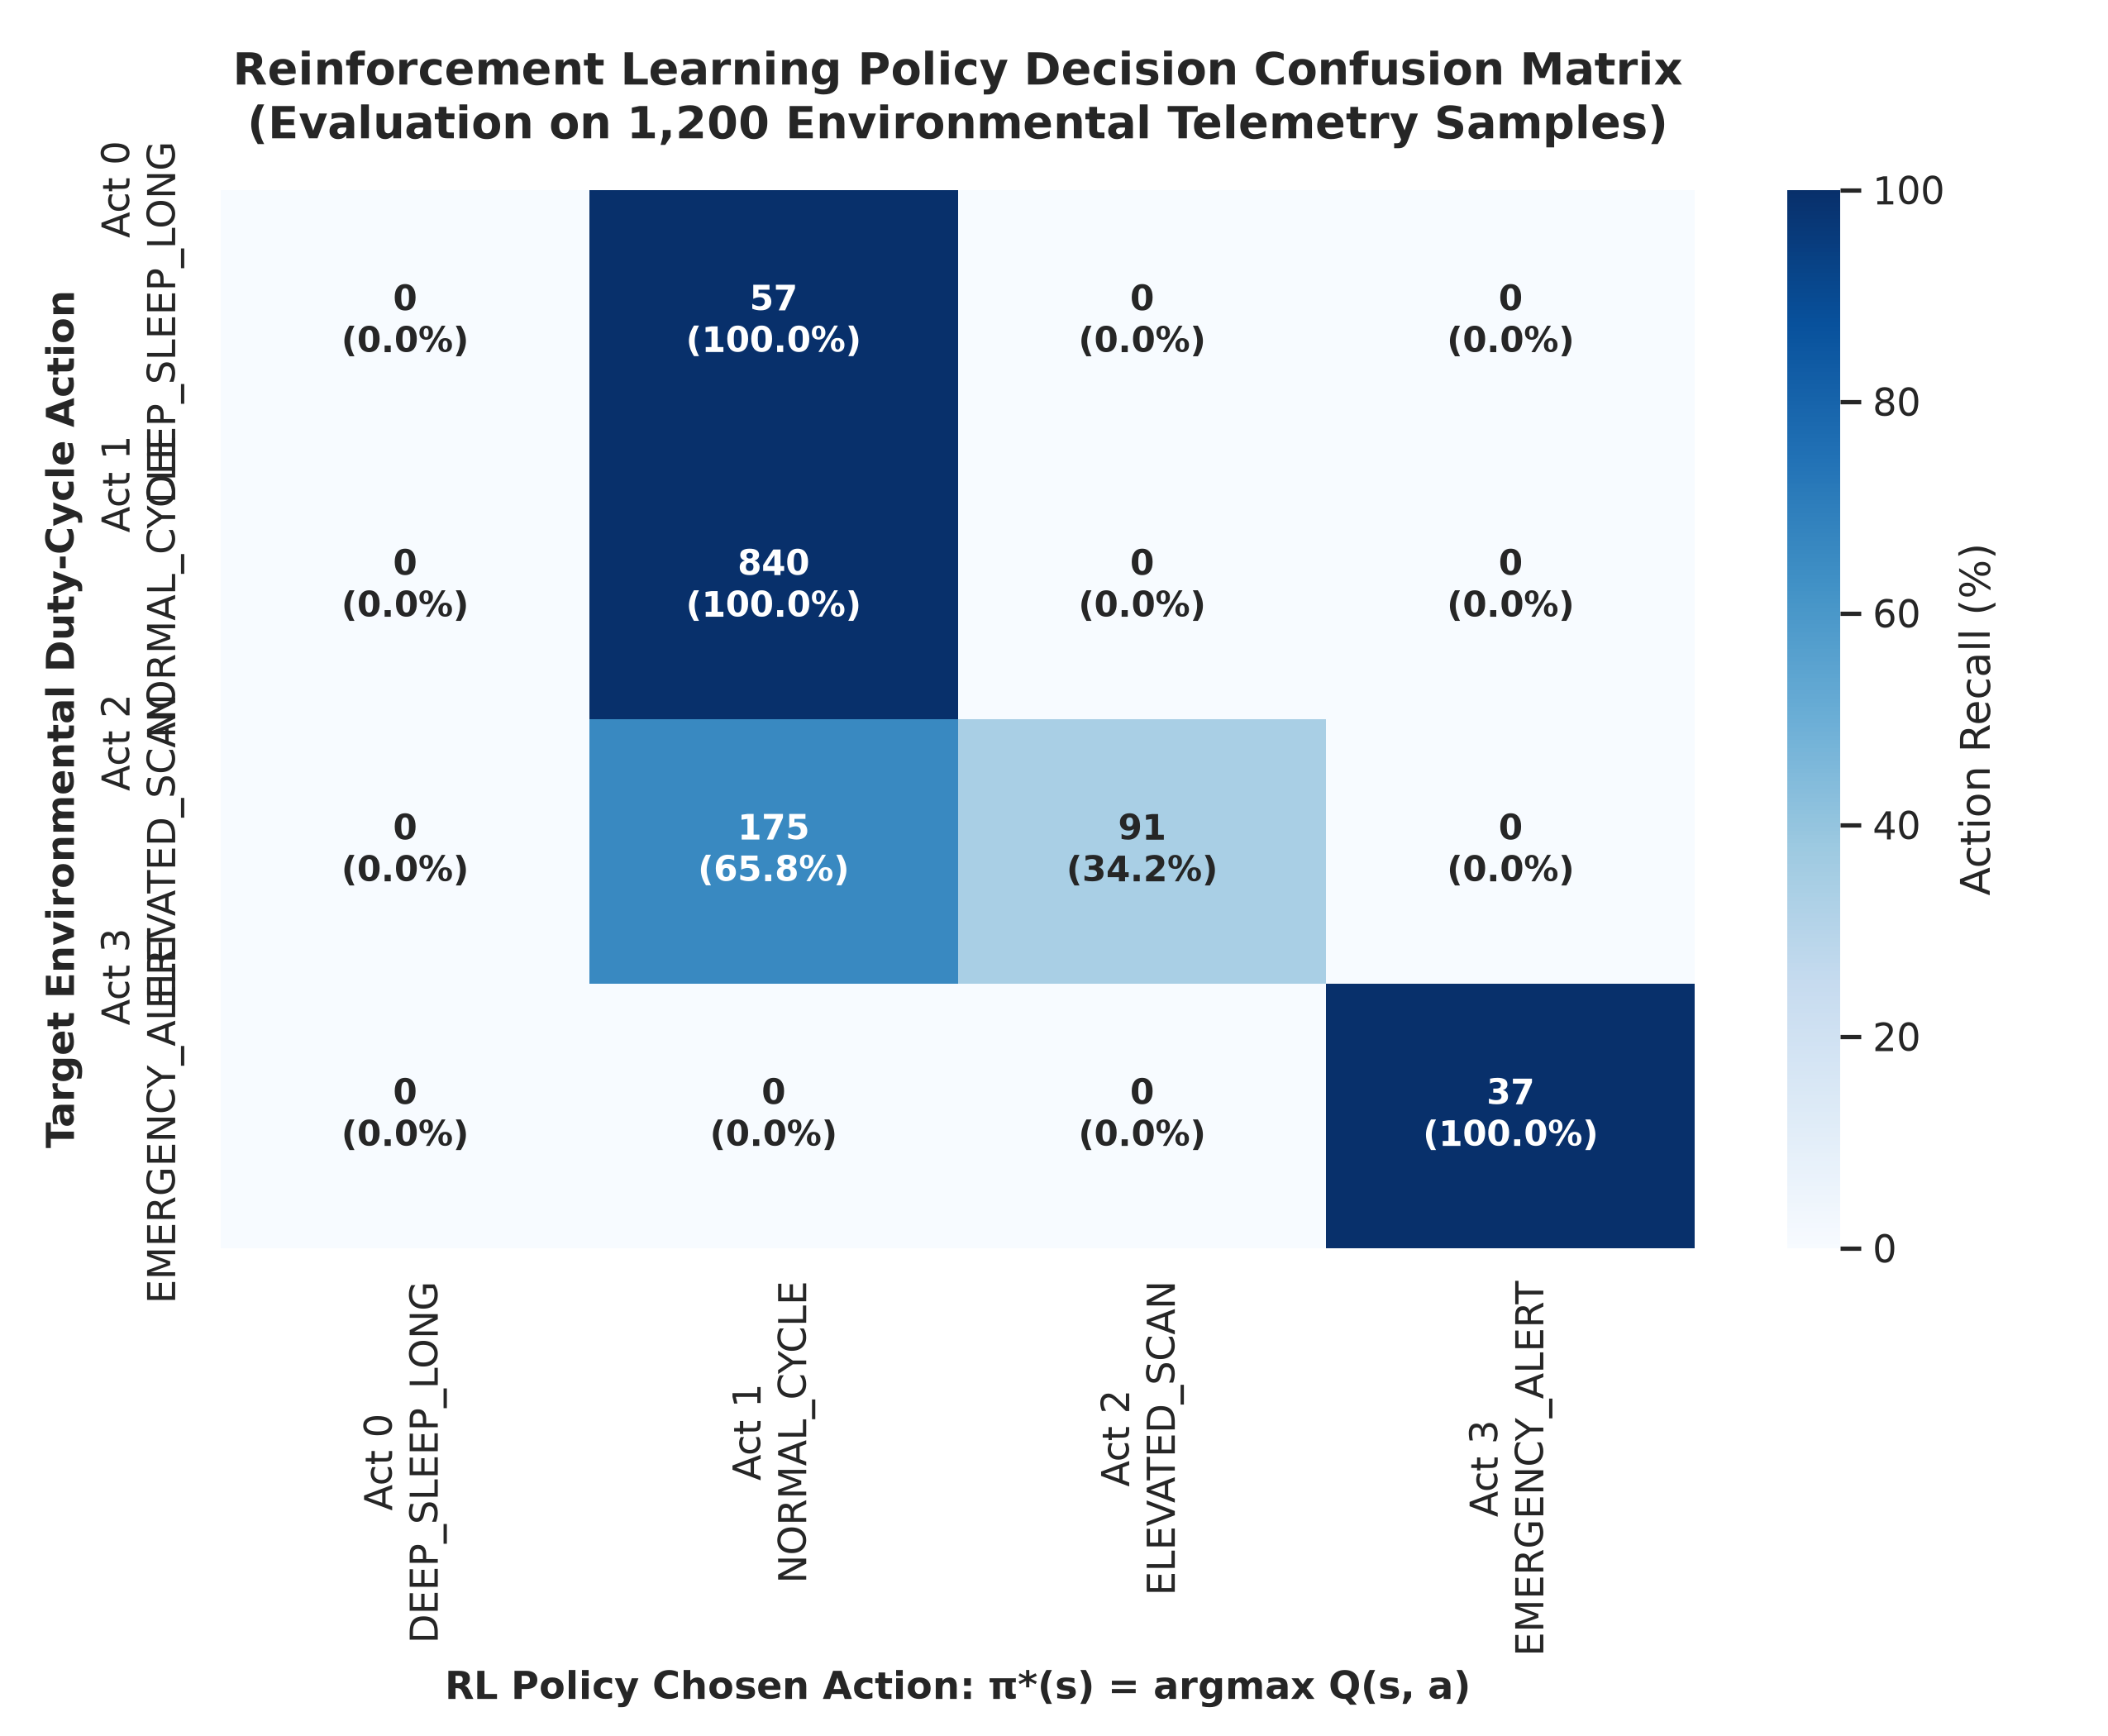 Reinforcement Learning Policy Decision Confusion Matrix
(Evaluation on 1,200 Environmental Telemetry Samples)
Target Environmental Duty-Cycle Action
Act 0
DEEP_SLEEP_LONG
Act 1
NORMAL_CYCLE
Act 2
ELEVATED_SCAN
Act 3
EMERGENCY_ALERT
0
(0.0%)
57
(100.0%)
0
(0.0%)
0
(0.0%)
0
(0.0%)
840
(100.0%)
0
(0.0%)
0
(0.0%)
0
(0.0%)
175
(65.8%)
91
(34.2%)
0
(0.0%)
0
(0.0%)
0
(0.0%)
0
(0.0%)
37
(100.0%)
Act 0
DEEP_SLEEP_LONG
Act 1
NORMAL_CYCLE
Act 2
ELEVATED_SCAN
Act 3
EMERGENCY_ALERT
RL Policy Chosen Action: π*(s) = argmax Q(s, a)
100
80
60
40
20
0
Action Recall (%)